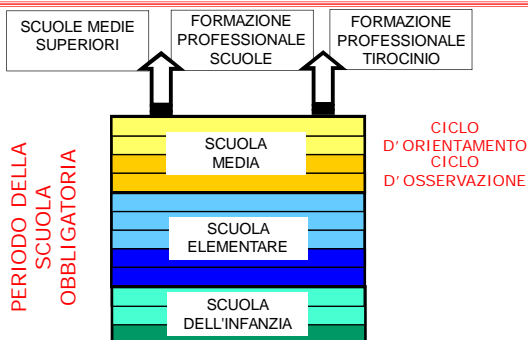 SCUOLE MEDIE
SUPERIORI
FORMAZIONE
PROFESSIONALE
SCUOLE
FORMAZIONE
PROFESSIONALE
TIROCINIO
PERIODO DELLA
SCUOLA
OBBLIGATORIA
SCUOLA
MEDIA
CICLO
D'ORIENTAMENTO
CICLO
D'OSSERVAZIONE
SCUOLA
ELEMENTARE
SCUOLA
DELL'INFANZIA